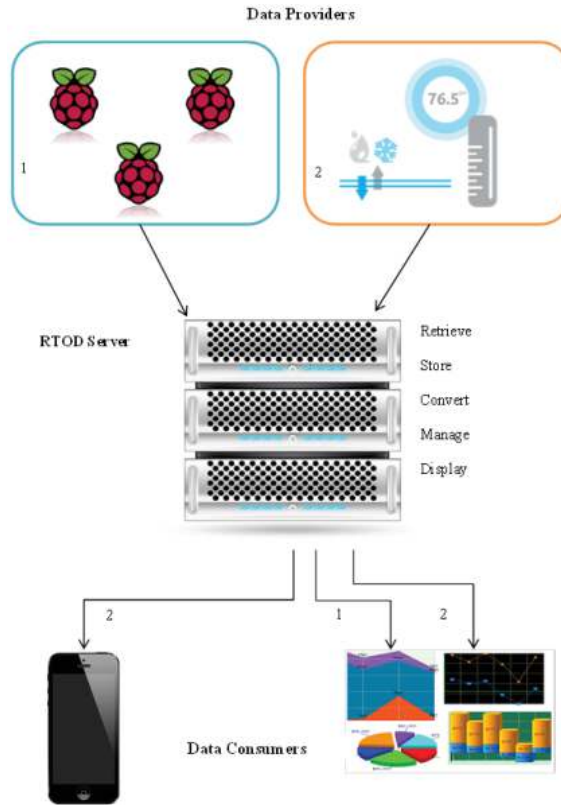 Data Providers
76.5
1
2
RTOD Server
Retrieve
Store
Convert
Manage
Display
2
1
2
Data Consumers